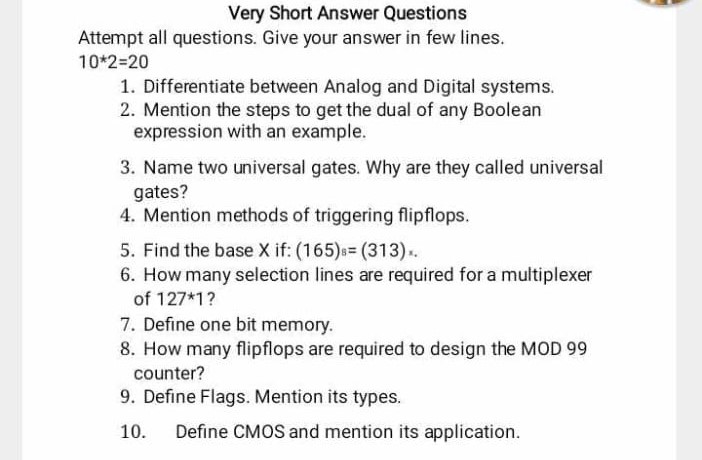 Very Short Answer Questions
Attempt all questions. Give your answer in few lines.
10*2=20
1. Differentiate between Analog and Digital systems.
2. Mention the steps to get the dual of any Boolean
expression with an example.
3. Name two universal gates. Why are they called universal
gates?
4. Mention methods of triggering flipflops.
5. Find the base X if: (165)₈= (313)ₓ.
6. How many selection lines are required for a multiplexer
of 127*1?
7. Define one bit memory.
8. How many flipflops are required to design the MOD 99
counter?
9. Define Flags. Mention its types.
10. Define CMOS and mention its application.